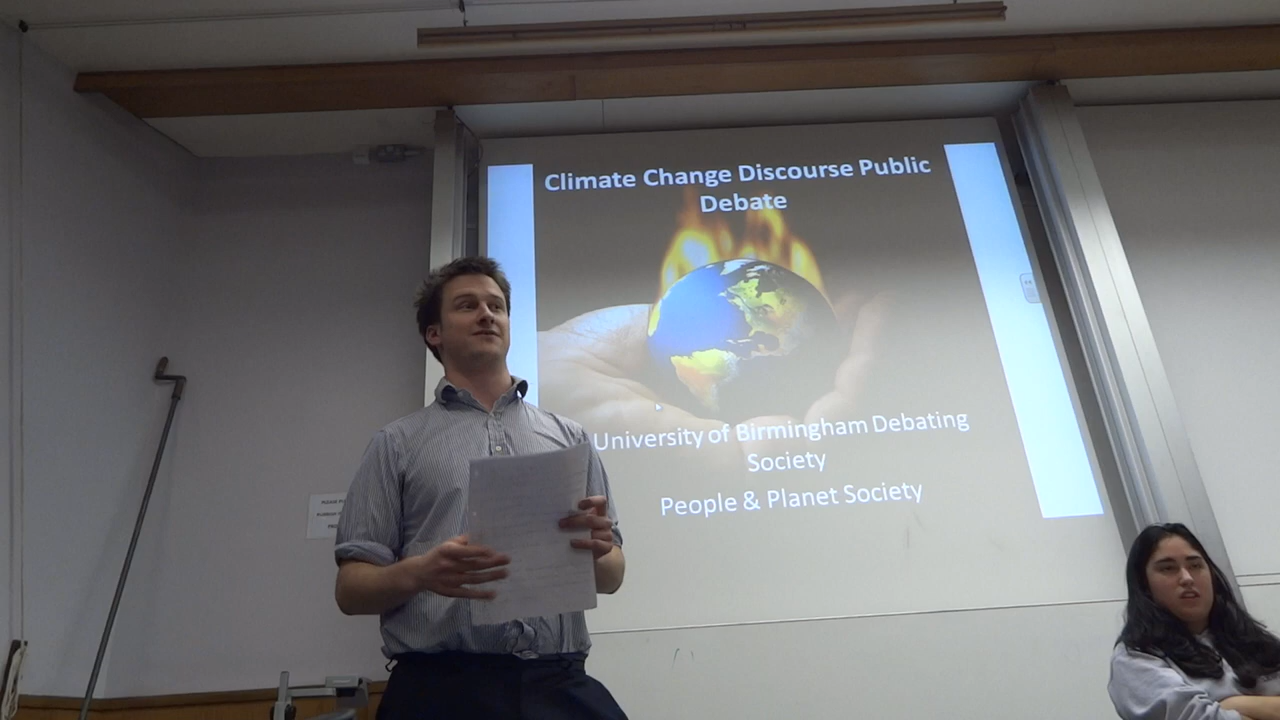 Climate Change Discourse Public
Debate
University of Birmingham Debating
Society
People & Planet Society